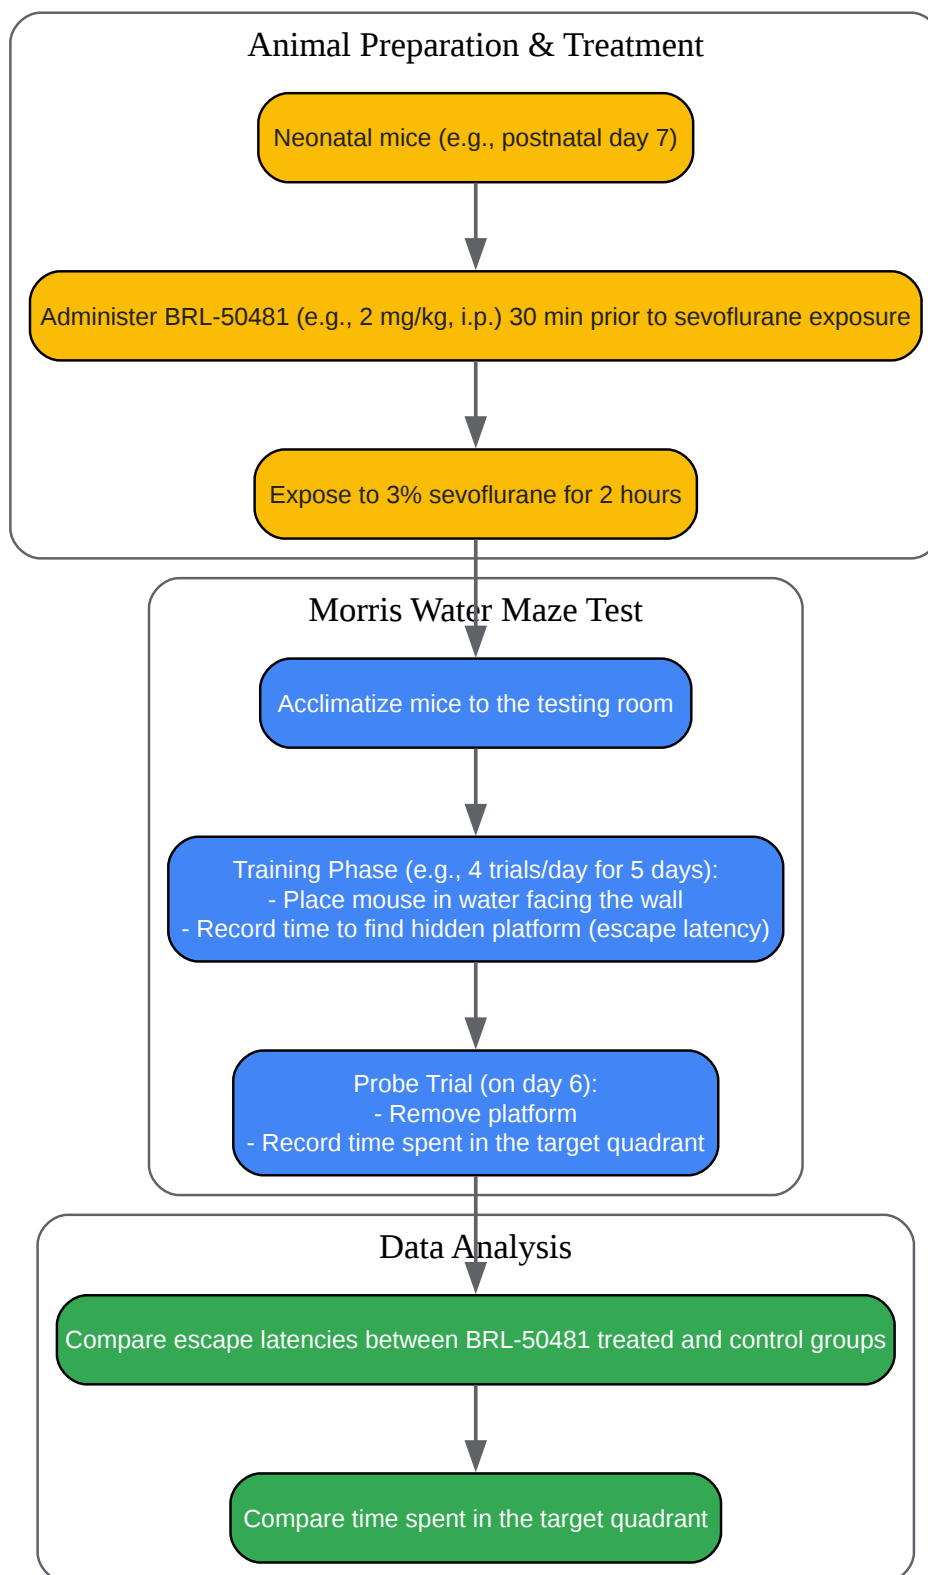 Animal Preparation & Treatment
Neonatal mice (e.g., postnatal day 7)
Administer BRL-50481 (e.g., 2 mg/kg, i.p.) 30 min prior to sevoflurane exposure
Expose to 3% sevoflurane for 2 hours
Morris Water Maze Test
Acclimatize mice to the testing room
Training Phase (e.g., 4 trials/day for 5 days):
- Place mouse in water facing the wall
- Record time to find hidden platform (escape latency)
Probe Trial (on day 6):
- Remove platform
- Record time spent in the target quadrant
Data Analysis
Compare escape latencies between BRL-50481 treated and control groups
Compare time spent in the target quadrant